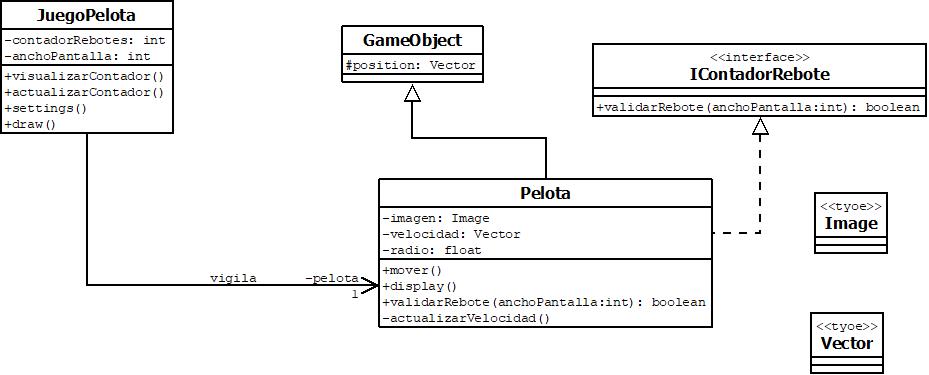 JuegoPelota
-contadorRebotes: int
-anchoPantalla: int
+visualizarContador()
+actualizarContador()
+settings()
+draw()
GameObject
#position: Vector
<<interface>>
IContadorRebote
+validarRebote(anchoPantalla:int): boolean
Pelota
-imagen: Image
-velocidad: Vector
-radio: float
+mover()
+display()
+validarRebote(anchoPantalla:int): boolean
-actualizarVelocidad()
vigila -pelota
1
<<tyoe>>
Image
<<tyoe>>
Vector